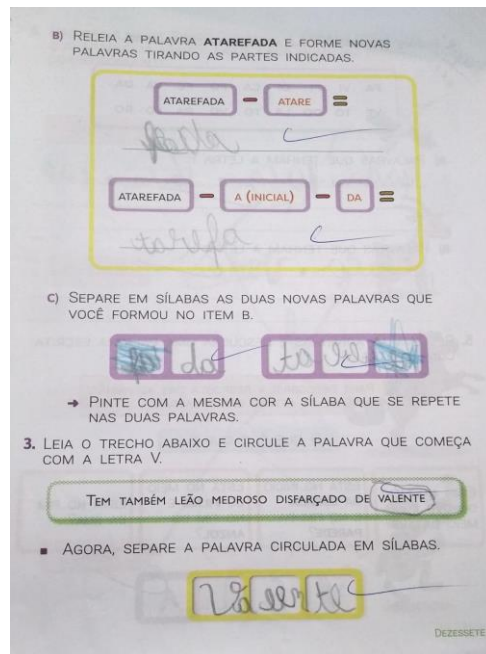 B) RELEIA A PALAVRA ATAREFADA E FORME NOVAS
PALAVRAS TIRANDO AS PARTES INDICADAS.
ATAREFADA - ATARE =
fada
ATAREFADA - A (INICIAL) - DA =
C) SEPARE EM SÍLABAS AS DUAS NOVAS PALAVRAS QUE
VOCÊ FORMOU NO ITEM B.
fa da ta re fa
→ PINTE COM A MESMA COR A SÍLABA QUE SE REPETE
NAS DUAS PALAVRAS.
3. LEIA O TRECHO ABAIXO E CIRCULE A PALAVRA QUE COMEÇA
COM A LETRA V.
TEM TAMBÉM LEÃO MEDROSO DISFARÇADO DE VALENTE
■ AGORA, SEPARE A PALAVRA CIRCULADA EM SÍLABAS.
Va len te
DEZESSETE